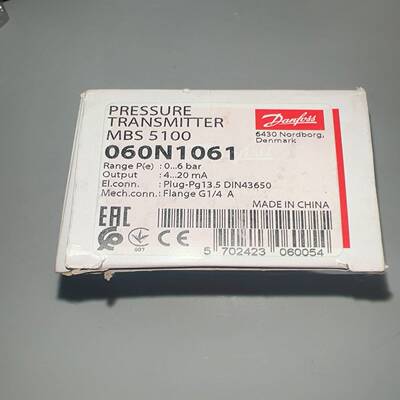 PRESSURE
TRANSMITTER
MBS 5100
060N1061
Range P(e) : 0...6 bar
Output : 4...20 mA
El.conn. : Plug-Pg13.5 DIN43650
Mech.conn.: Flange G1/4 A
Danfoss
6430 Nordborg,
Denmark
MADE IN CHINA
EAC
007
CE
5 702423 060054